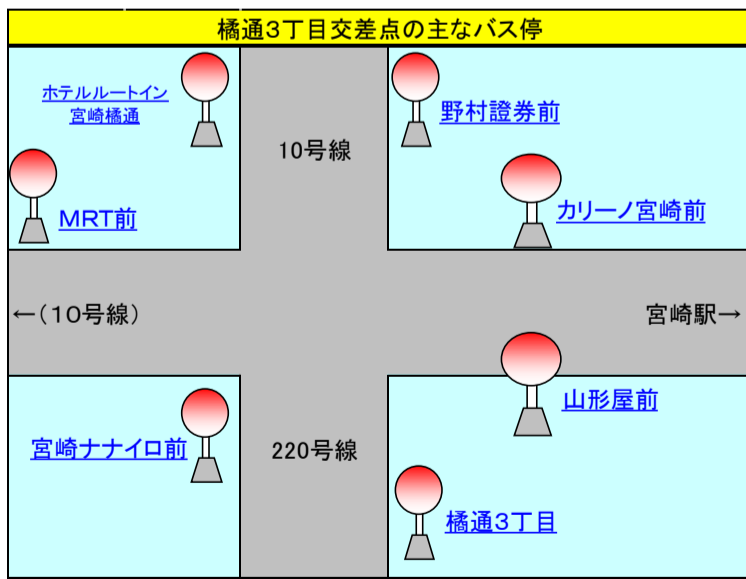 橘通３丁目交差点の主なバス停
ホテルルートイン
宮崎橘通
野村證券前
10号線
ＭＲＴ前
カリーノ宮崎前
←（１０号線）
宮崎駅→
山形屋前
宮崎ナナイロ前
220号線
橘通３丁目